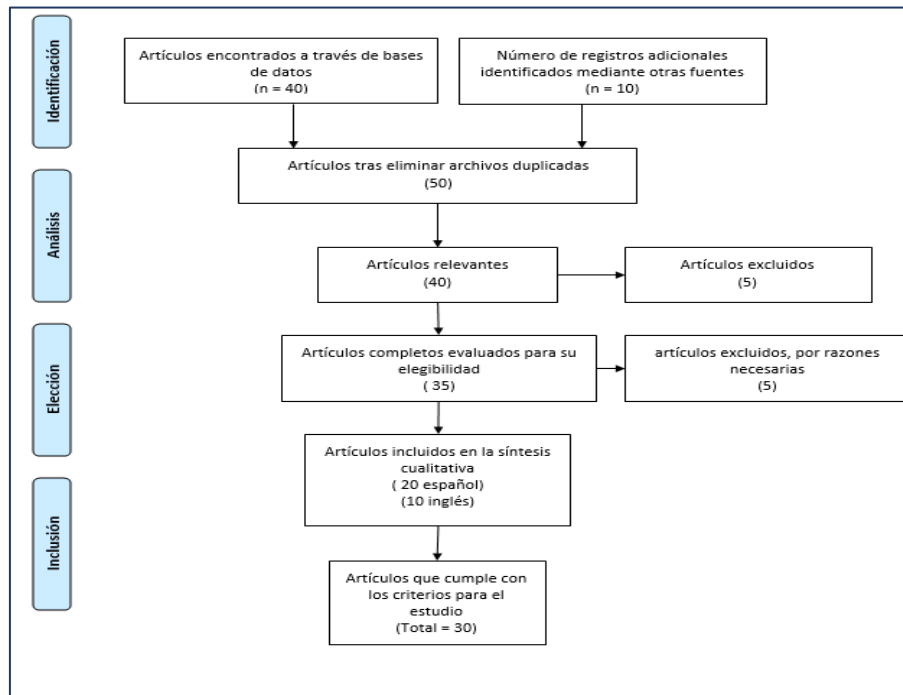 Identificación
Artículos encontrados a través de bases
de datos
(n = 40)
Número de registros adicionales
identificados mediante otras fuentes
(n = 10)
Artículos tras eliminar archivos duplicadas
(50)
Análisis
Artículos relevantes
(40)
Artículos excluidos
(5)
Elección
Artículos completos evaluados para su
elegibilidad
( 35)
artículos excluidos, por razones
necesarias
(5)
Artículos incluidos en la síntesis
cualitativa
( 20 español)
(10 inglés)
Inclusión
Artículos que cumple con
los criterios para el
estudio
(Total = 30)